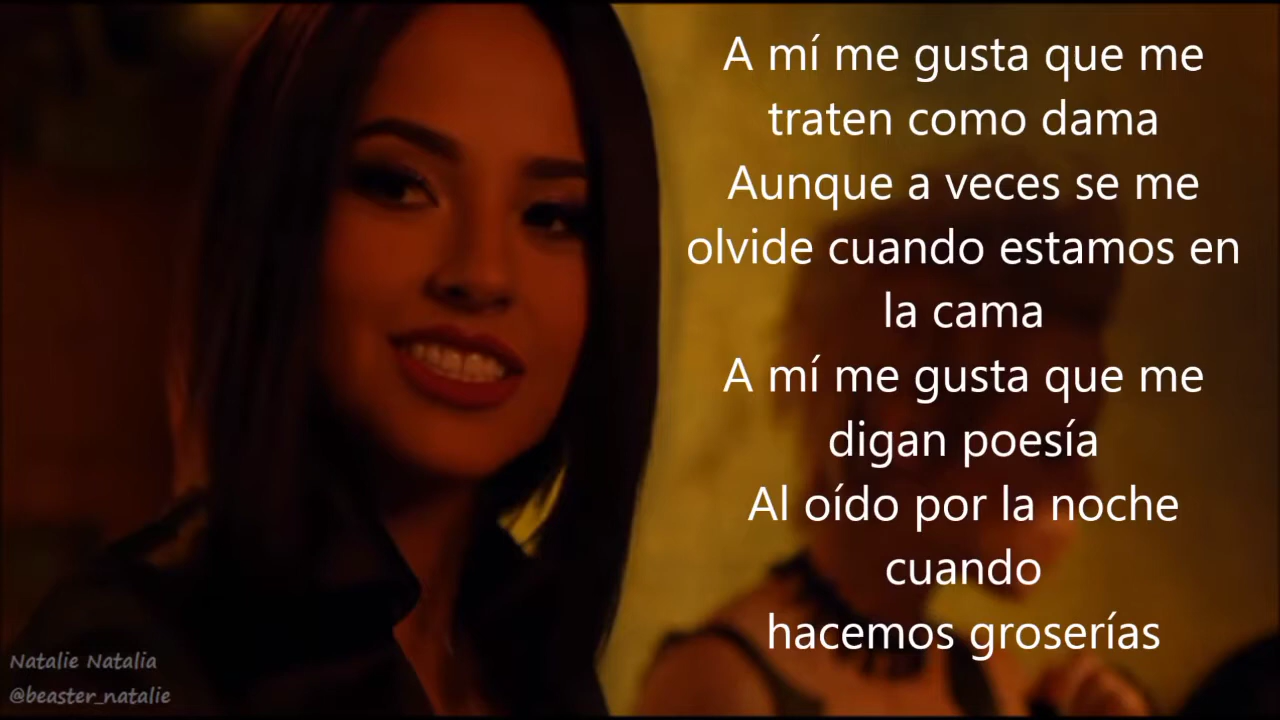 A mí me gusta que me
traten como dama
Aunque a veces se me
olvide cuando estamos en
la cama
A mí me gusta que me
digan poesía
Al oído por la noche
cuando
hacemos groserías
Natalie Natalia
@beaster_natalie